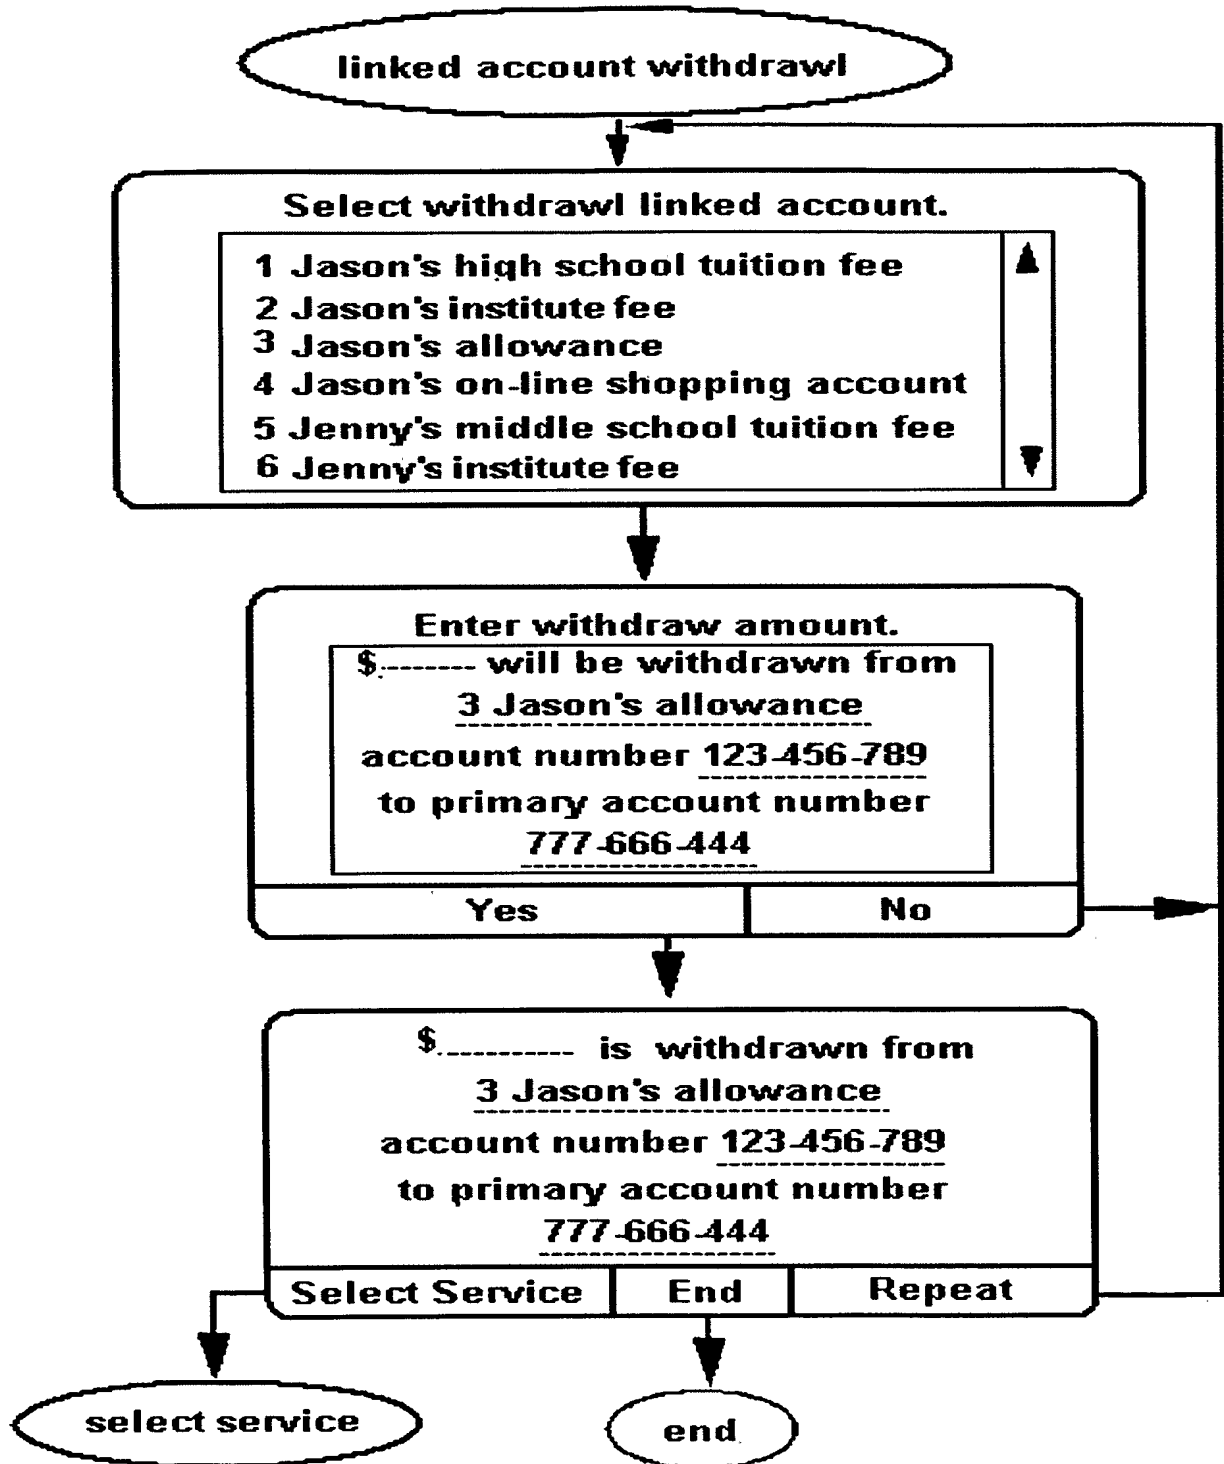 linked account withdrawl
Select withdrawl linked account.
1 Jason's high school tuition fee
2 Jason's institute fee
3 Jason's allowance
4 Jason's on-line shopping account
5 Jenny's middle school tuition fee
6 Jenny's institute fee
Enter withdraw amount.
$.------- will be withdrawn from
3 Jason's allowance
account number 123-456-789
to primary account number
777-666-444
Yes No
$.---------- is withdrawn from
3 Jason's allowance
account number 123-456-789
to primary account number
777-666-444
Select Service End Repeat
select service
end